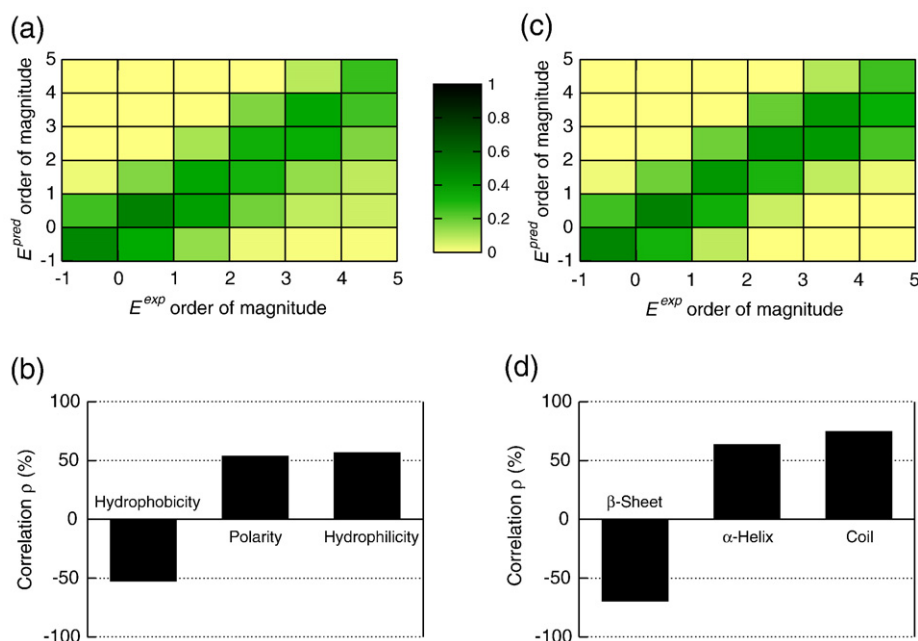 (a)
5
4
3
2
1
0
-1
E^pred order of magnitude
-1 0 1 2 3 4 5
E^exp order of magnitude
1
0.8
0.6
0.4
0.2
0
(c)
5
4
3
2
1
0
-1
E^pred order of magnitude
-1 0 1 2 3 4 5
E^exp order of magnitude
(b)
100
50
0
-50
-100
Correlation ρ (%)
Hydrophobicity
Polarity
Hydrophilicity
(d)
100
50
0
-50
-100
Correlation ρ (%)
β-Sheet
α-Helix
Coil